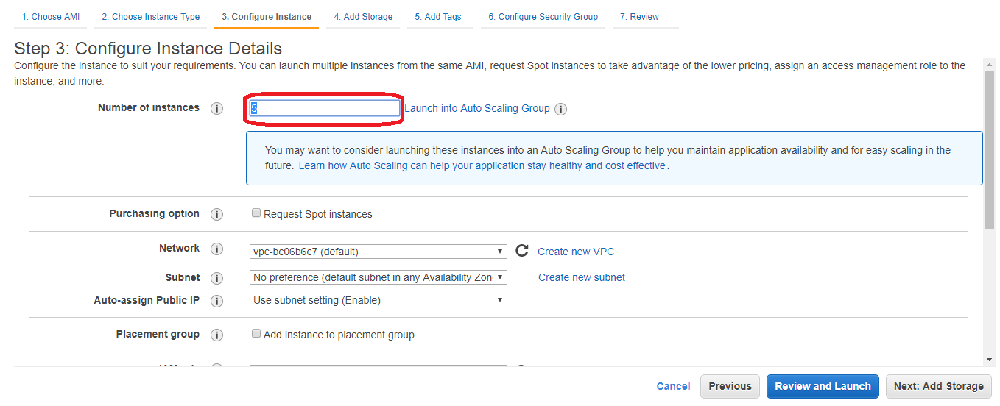 1. Choose AMI 2. Choose Instance Type 3. Configure Instance 4. Add Storage 5. Add Tags 6. Configure Security Group 7. Review
Step 3: Configure Instance Details
Configure the instance to suit your requirements. You can launch multiple instances from the same AMI, request Spot instances to take advantage of the lower pricing, assign an access management role to the
instance, and more.
Number of instances i 5 Launch into Auto Scaling Group i
You may want to consider launching these instances into an Auto Scaling Group to help you maintain application availability and for easy scaling in the
future. Learn how Auto Scaling can help your application stay healthy and cost effective.
Purchasing option i Request Spot instances
Network i vpc-bc06b6c7 (default) Create new VPC
Subnet i No preference (default subnet in any Availability Zon Create new subnet
Auto-assign Public IP i Use subnet setting (Enable)
Placement group i Add instance to placement group.
Cancel Previous Review and Launch Next: Add Storage